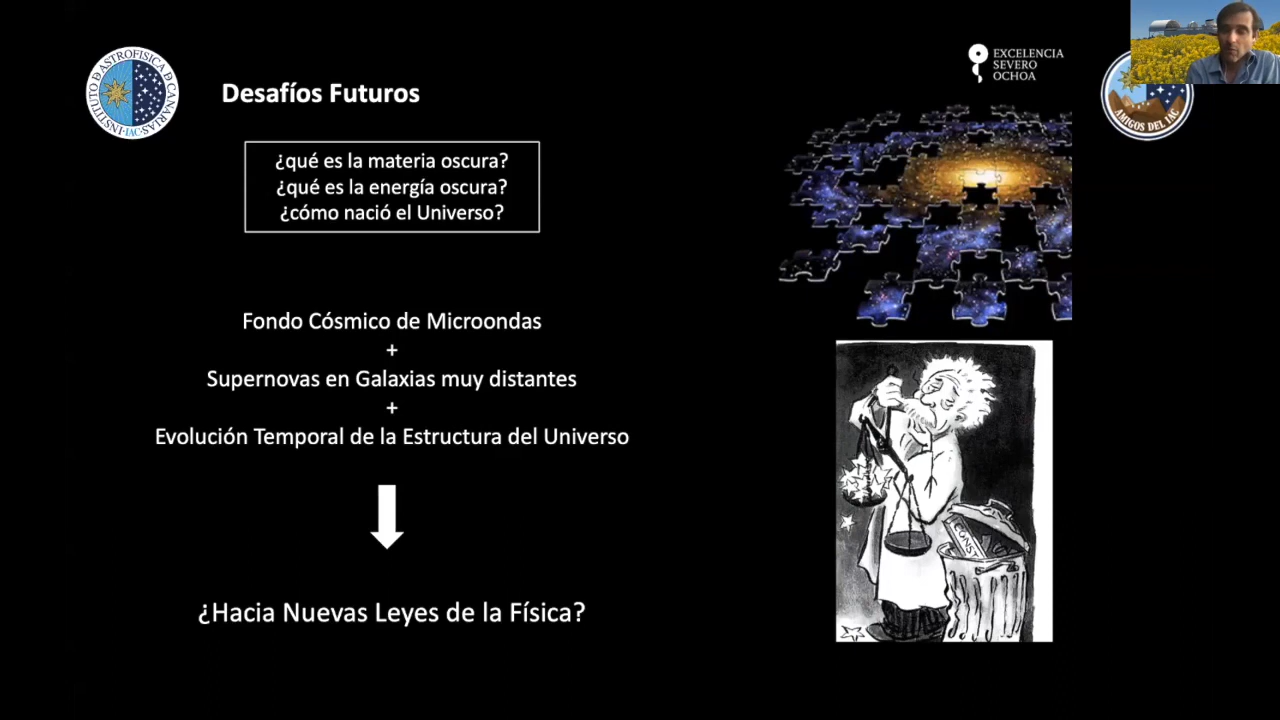 INSTITUTO D ASTROFISICA D CANARIAS
·IAC·
EXCELENCIA
SEVERO
OCHOA
AMIGOS DEL IAC
Desafíos Futuros
¿qué es la materia oscura?
¿qué es la energía oscura?
¿cómo nació el Universo?
Fondo Cósmico de Microondas
+
Supernovas en Galaxias muy distantes
+
Evolución Temporal de la Estructura del Universo
CONST
¿Hacia Nuevas Leyes de la Física?